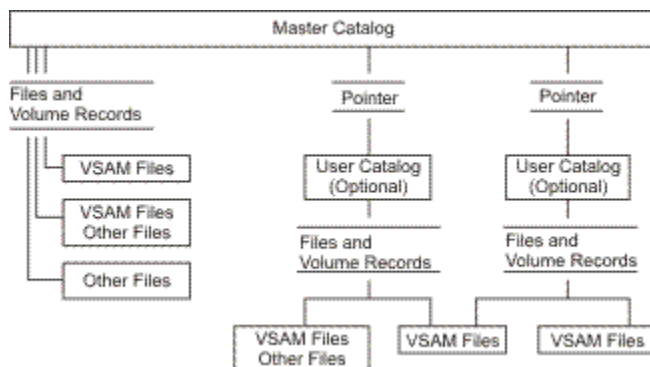 Master Catalog
Files and
Volume Records
VSAM Files
VSAM Files
Other Files
Other Files
Pointer
User Catalog
(Optional)
Files and
Volume Records
VSAM Files
Other Files
VSAM Files
Pointer
User Catalog
(Optional)
Files and
Volume Records
VSAM Files